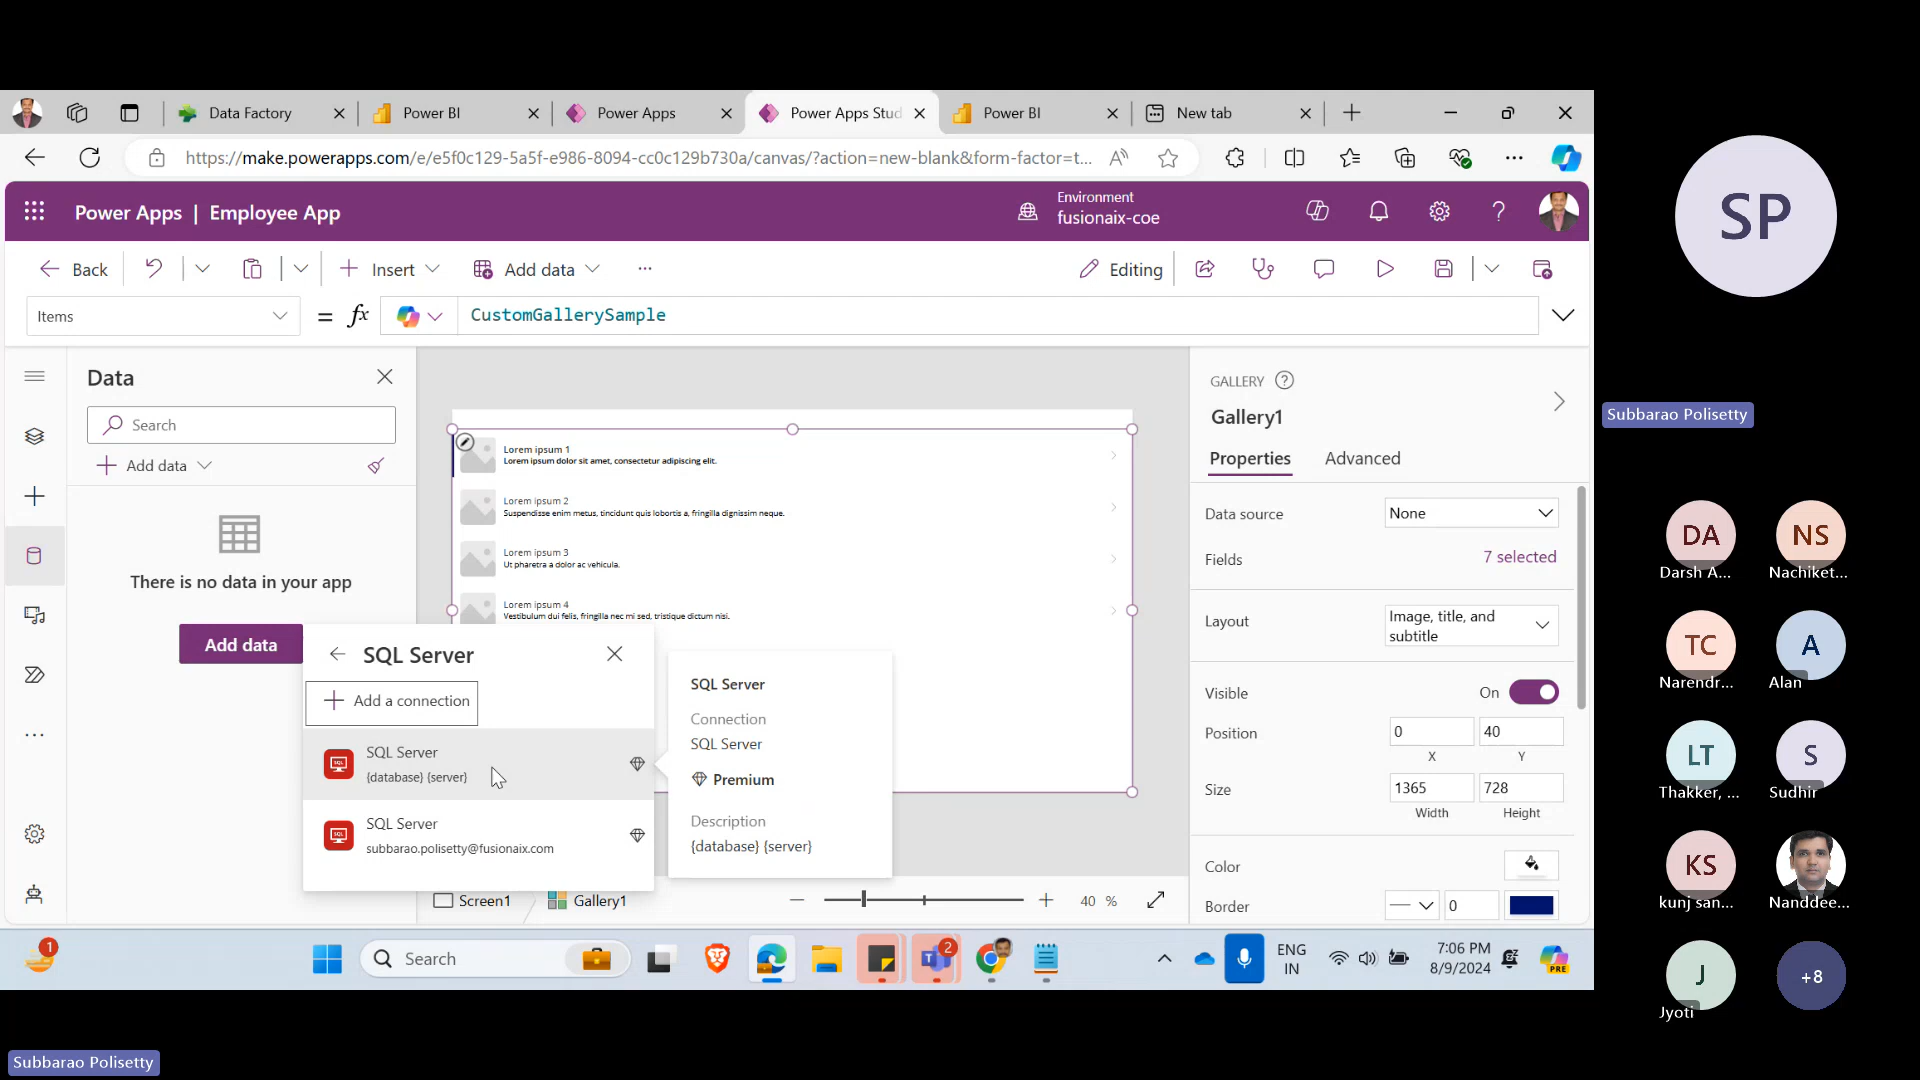 Data Factory
Power BI
Power Apps
Power Apps Stud
Power BI
New tab
https://make.powerapps.com/e/e5f0c129-5a5f-e986-8094-cc0c129b730a/canvas/?action=new-blank&form-factor=t...
Power Apps | Employee App
Environment
fusionaix-coe
Back
Insert
Add data
Editing
Items
= fx
CustomGallerySample
Data
Search
Add data
There is no data in your app
Add data
Lorem ipsum 1
Lorem ipsum dolor sit amet, consectetur adipiscing elit.
Lorem ipsum 2
Suspendisse enim metus, tincidunt quis lobortis a, fringilla dignissim neque.
Lorem ipsum 3
Ut pharetra a dolor ac vehicula.
Lorem ipsum 4
Vestibulum dui felis, fringilla nec mi sed, tristique dictum nisi.
SQL Server
Add a connection
SQL Server
{database} {server}
SQL Server
subbarao.polisetty@fusionaix.com
SQL Server
Connection
SQL Server
Premium
Description
{database} {server}
Screen1
Gallery1
40 %
GALLERY
Gallery1
Properties
Advanced
Data source
None
Fields
7 selected
Layout
Image, title, and
subtitle
Visible
On
Position
0
40
X
Y
Size
1365
728
Width
Height
Color
Border
0
1
Search
2
ENG
IN
7:06 PM
8/9/2024
PRE
SP
Subbarao Polisetty
DA
Darsh A...
NS
Nachiket...
TC
Narendr...
A
Alan
LT
Thakker, ...
S
Sudhir
KS
kunj san...
Nanddee...
J
Jyoti
+8
Subbarao Polisetty